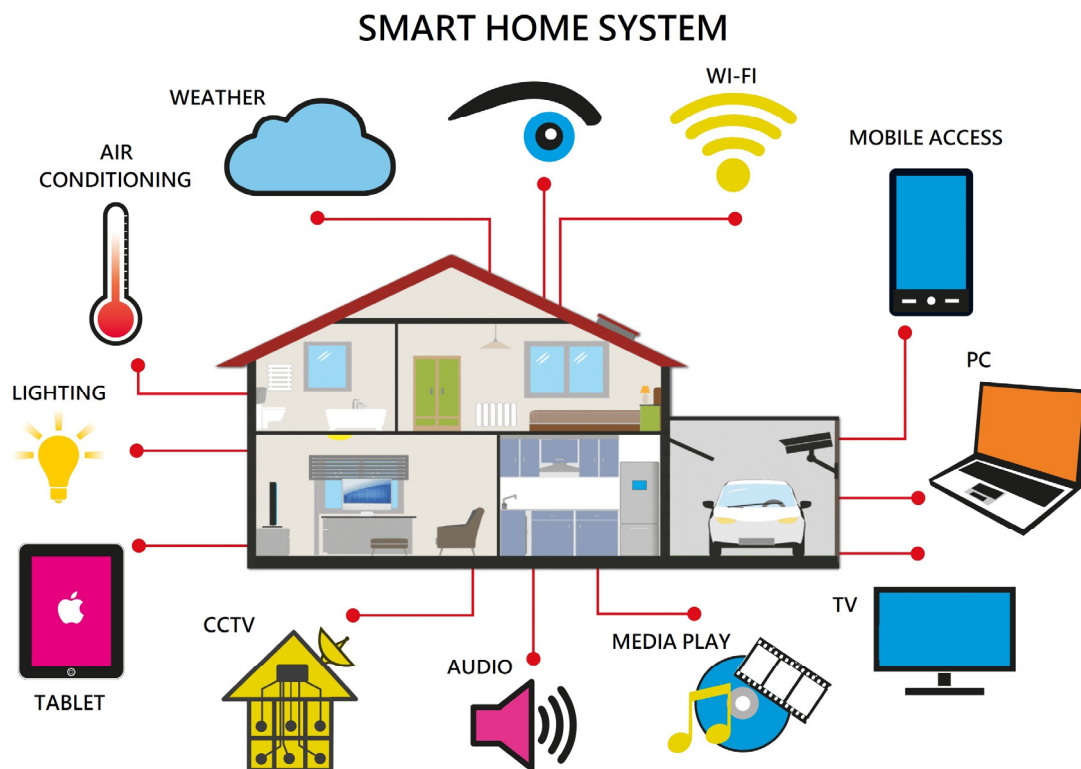 SMART HOME SYSTEM
WEATHER
WI-FI
AIR
CONDITIONING
MOBILE ACCESS
LIGHTING
PC
TABLET
CCTV
AUDIO
MEDIA PLAY
TV